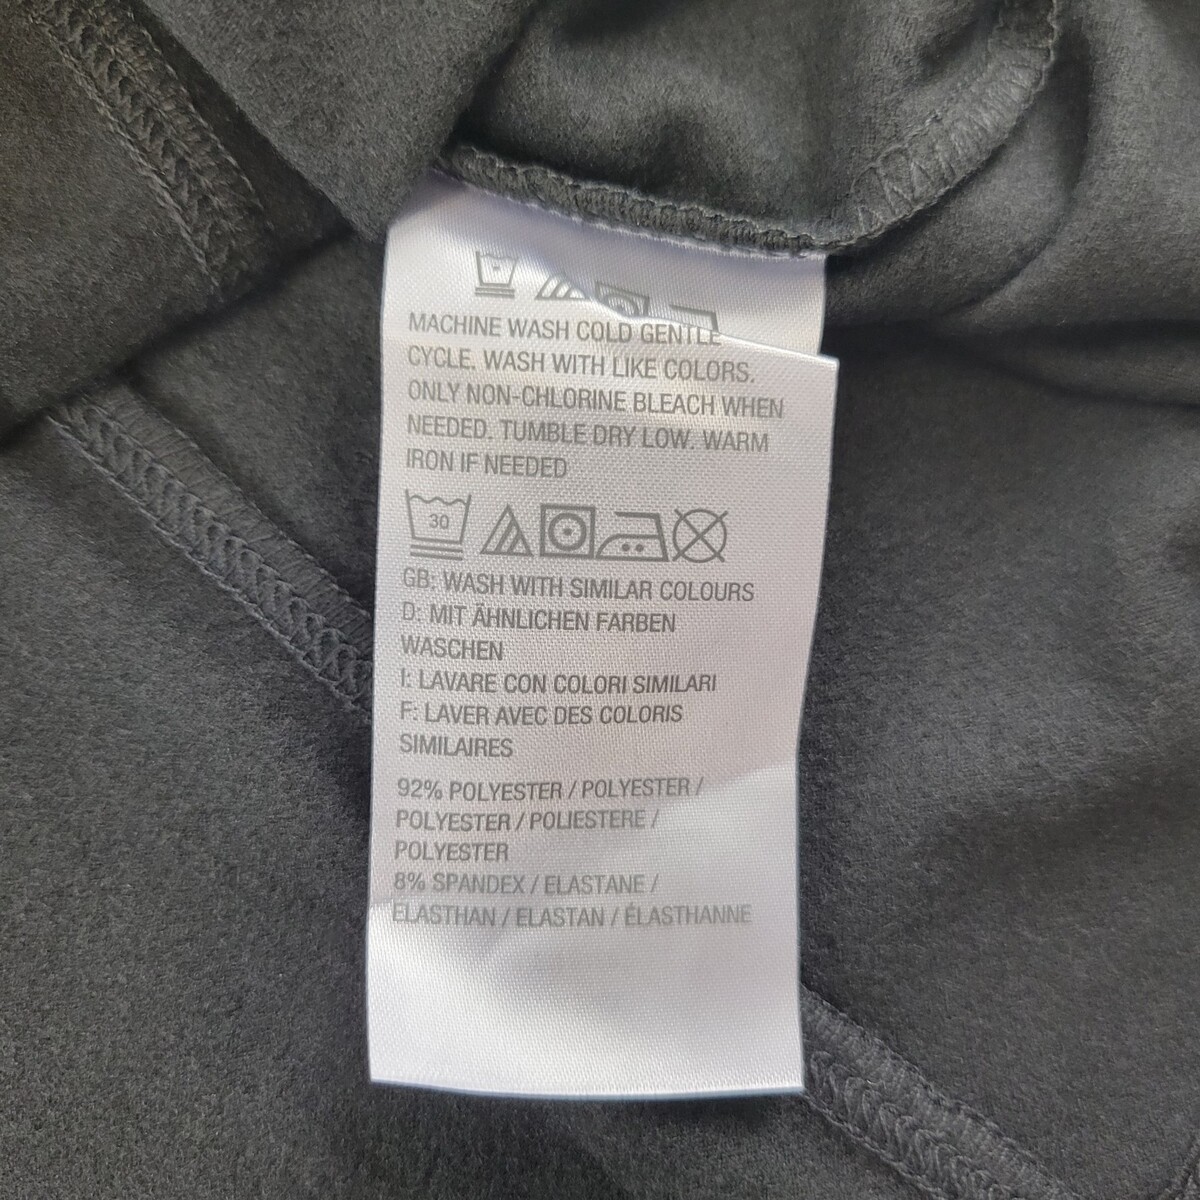 MACHINE WASH COLD GENTLE
CYCLE. WASH WITH LIKE COLORS.
ONLY NON-CHLORINE BLEACH WHEN
NEEDED. TUMBLE DRY LOW. WARM
IRON IF NEEDED
30
GB: WASH WITH SIMILAR COLOURS
D: MIT ÄHNLICHEN FARBEN
WASCHEN
I: LAVARE CON COLORI SIMILARI
F: LAVER AVEC DES COLORIS
SIMILAIRES
92% POLYESTER / POLYESTER /
POLYESTER / POLIESTERE /
POLYESTER
8% SPANDEX / ELASTANE /
ELASTHAN / ELASTAN / ÉLASTHANNE